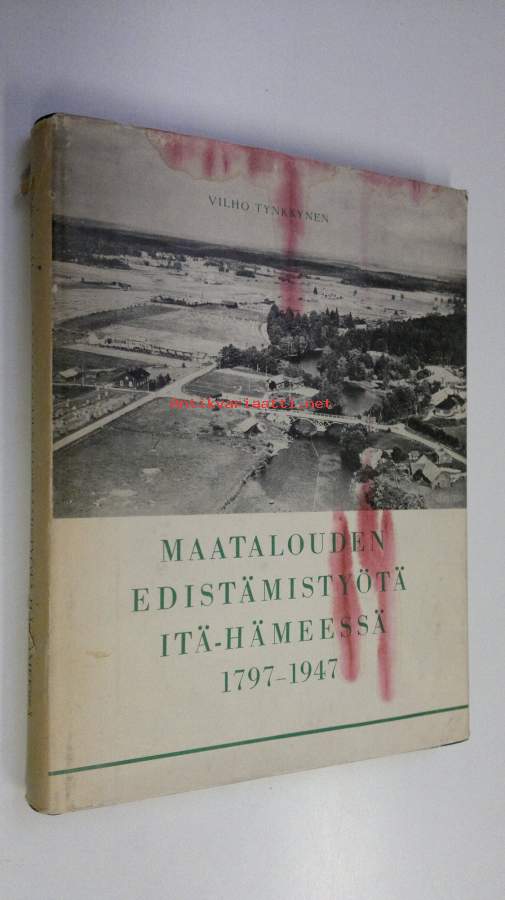 VILHO TYNKKYNEN
Antikvariaatti.net
MAATALOUDEN
EDISTÄMISTYÖTÄ
ITÄ-HÄMEESSÄ
1797-1947